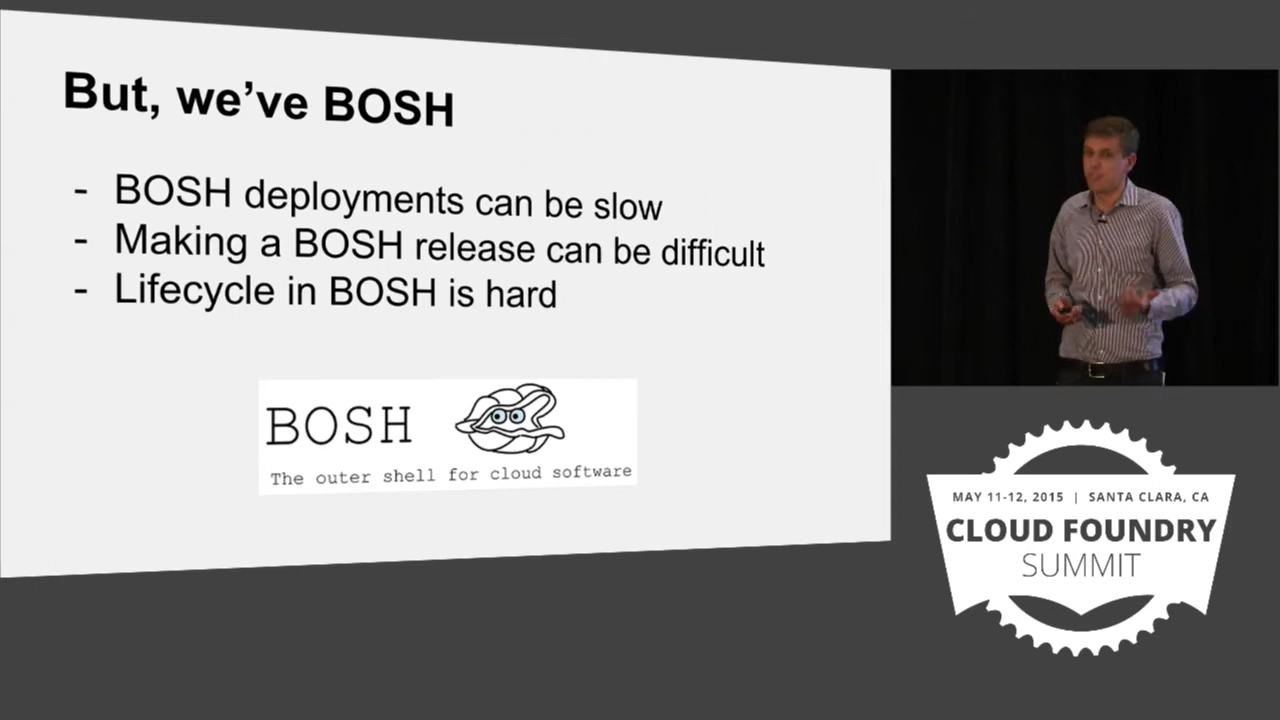 But, we've BOSH
- BOSH deployments can be slow
- Making a BOSH release can be difficult
- Lifecycle in BOSH is hard
BOSH
The outer shell for cloud software
MAY 11-12, 2015 | SANTA CLARA, CA
CLOUD FOUNDRY
SUMMIT